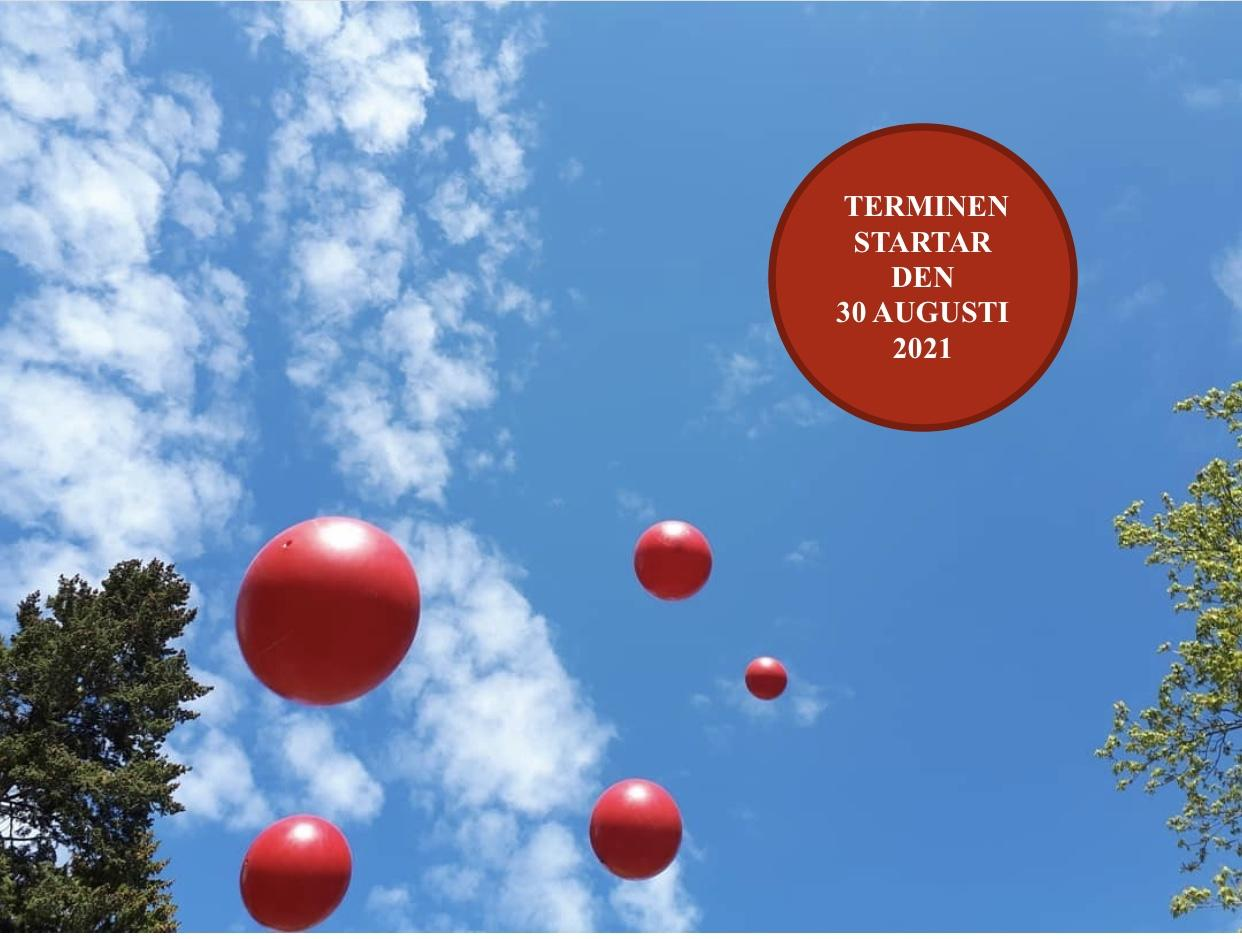 TERMINEN
STARTAR
DEN
30 AUGUSTI
2021